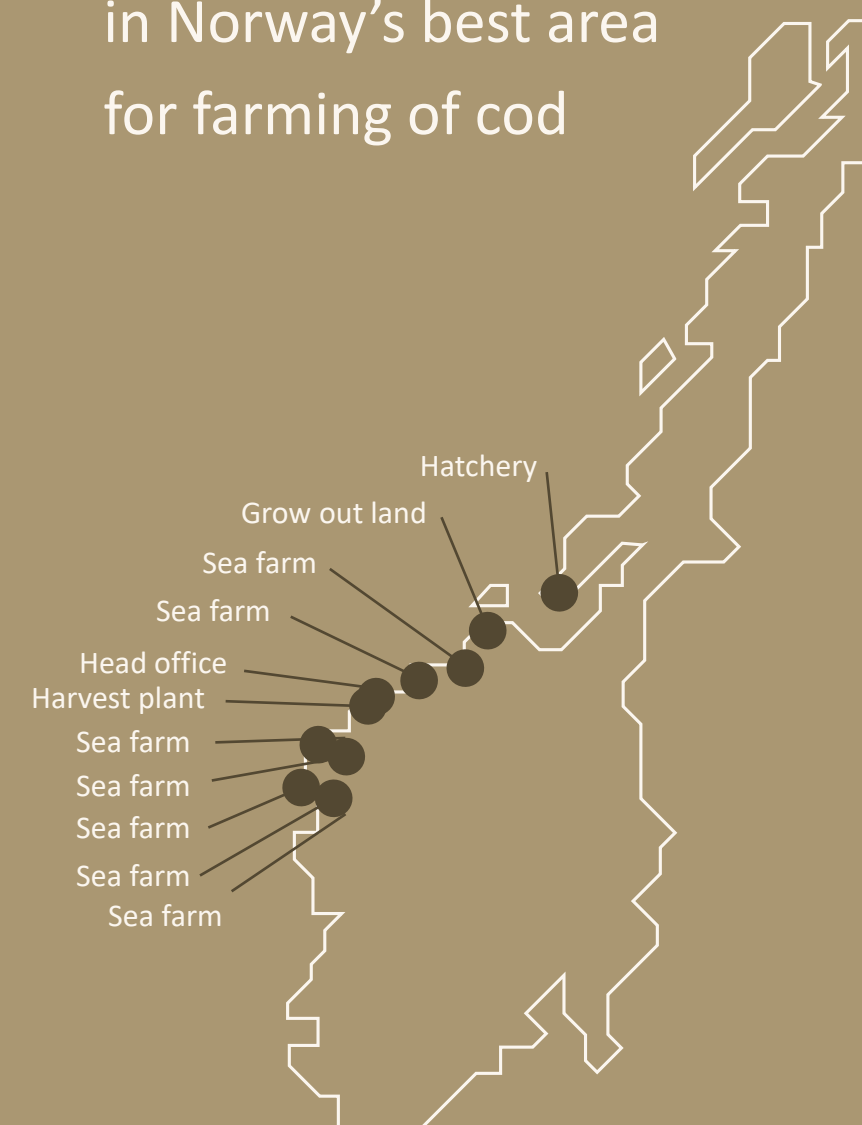 in Norway’s best area
for farming of cod
Hatchery
Grow out land
Sea farm
Sea farm
Head office
Harvest plant
Sea farm
Sea farm
Sea farm
Sea farm
Sea farm